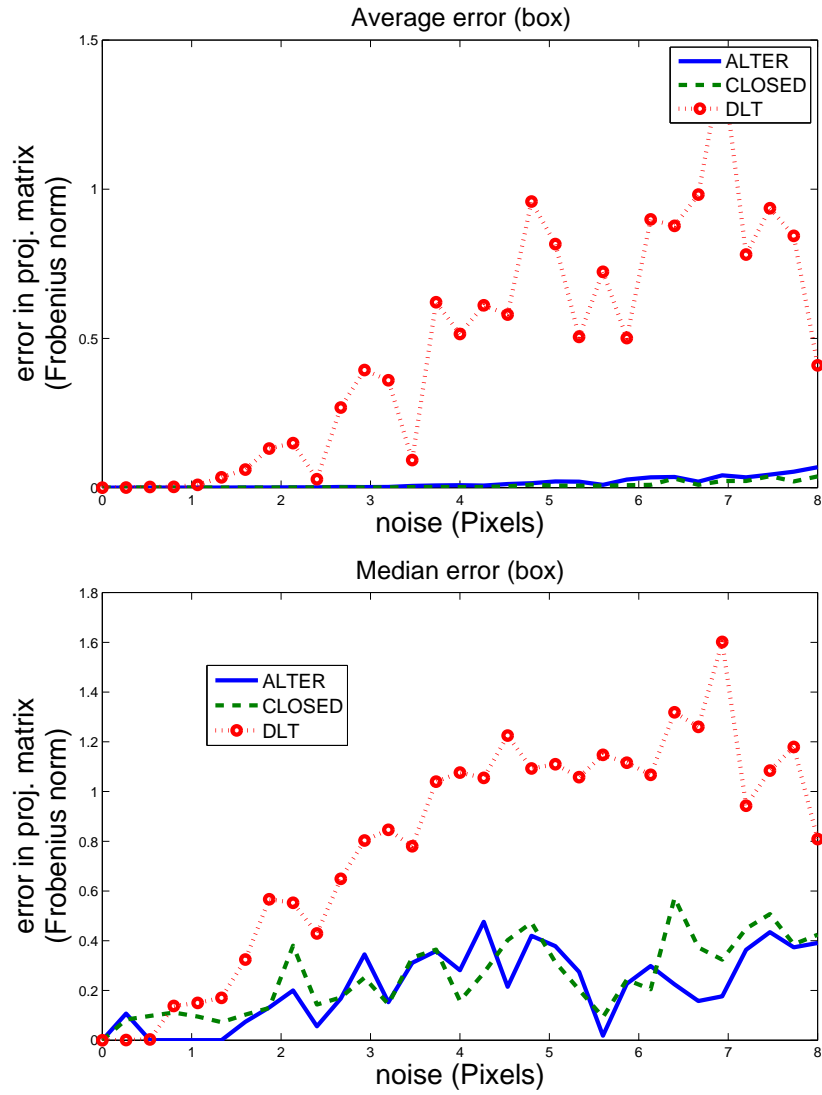 Average error (box)
1.5
1
0.5
0
ALTER
CLOSED
DLT
error in proj. matrix
(Frobenius norm)
0 1 2 3 4 5 6 7 8
noise (Pixels)
Median error (box)
1.8
1.6
1.4
1.2
1
0.8
0.6
0.4
0.2
0
ALTER
CLOSED
DLT
error in proj. matrix
(Frobenius norm)
0 1 2 3 4 5 6 7 8
noise (Pixels)